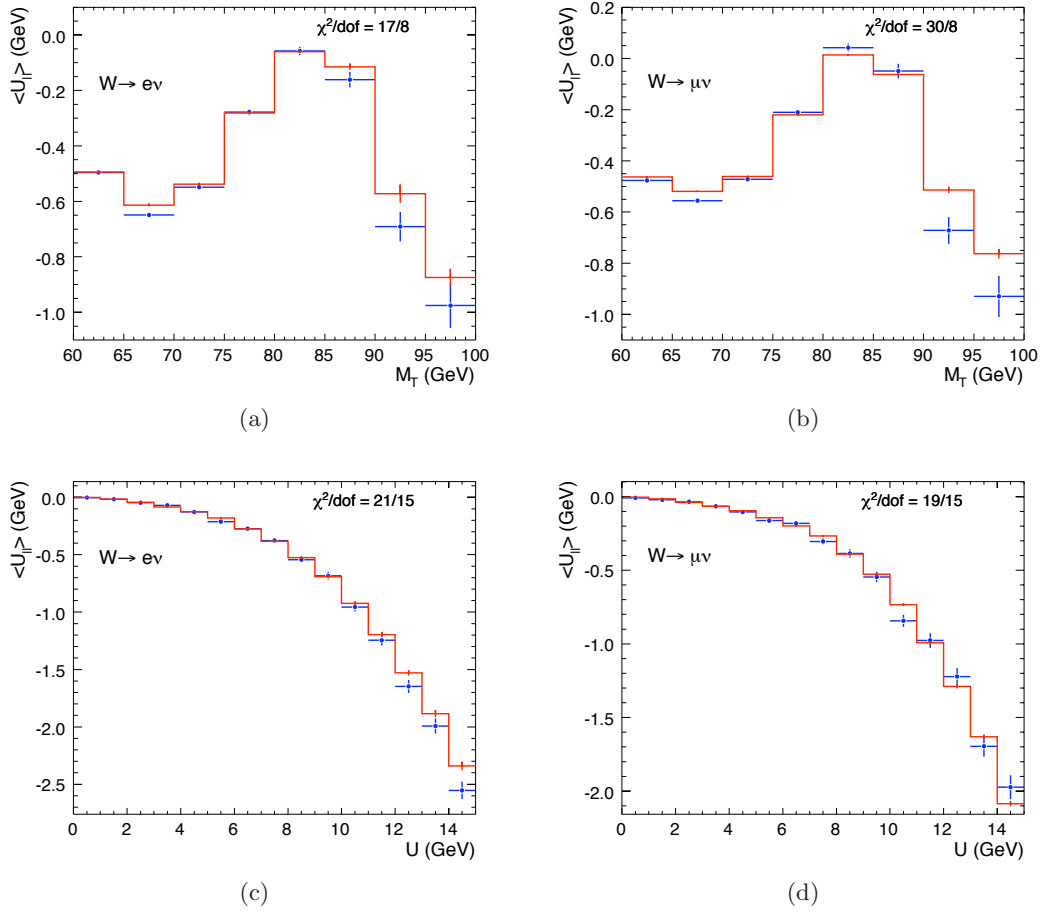 <U||> (GeV)
χ²/dof = 17/8
W→ eν
0.0
-0.2
-0.4
-0.6
-0.8
-1.0
60 65 70 75 80 85 90 95 100
M_T (GeV)
(a)
<U||> (GeV)
χ²/dof = 30/8
W→ μν
0.2
0.0
-0.2
-0.4
-0.6
-0.8
-1.0
60 65 70 75 80 85 90 95 100
M_T (GeV)
(b)
<U||> (GeV)
χ²/dof = 21/15
W→ eν
0.0
-0.5
-1.0
-1.5
-2.0
-2.5
0 2 4 6 8 10 12 14
U (GeV)
(c)
<U||> (GeV)
χ²/dof = 19/15
W→ μν
0.0
-0.5
-1.0
-1.5
-2.0
0 2 4 6 8 10 12 14
U (GeV)
(d)